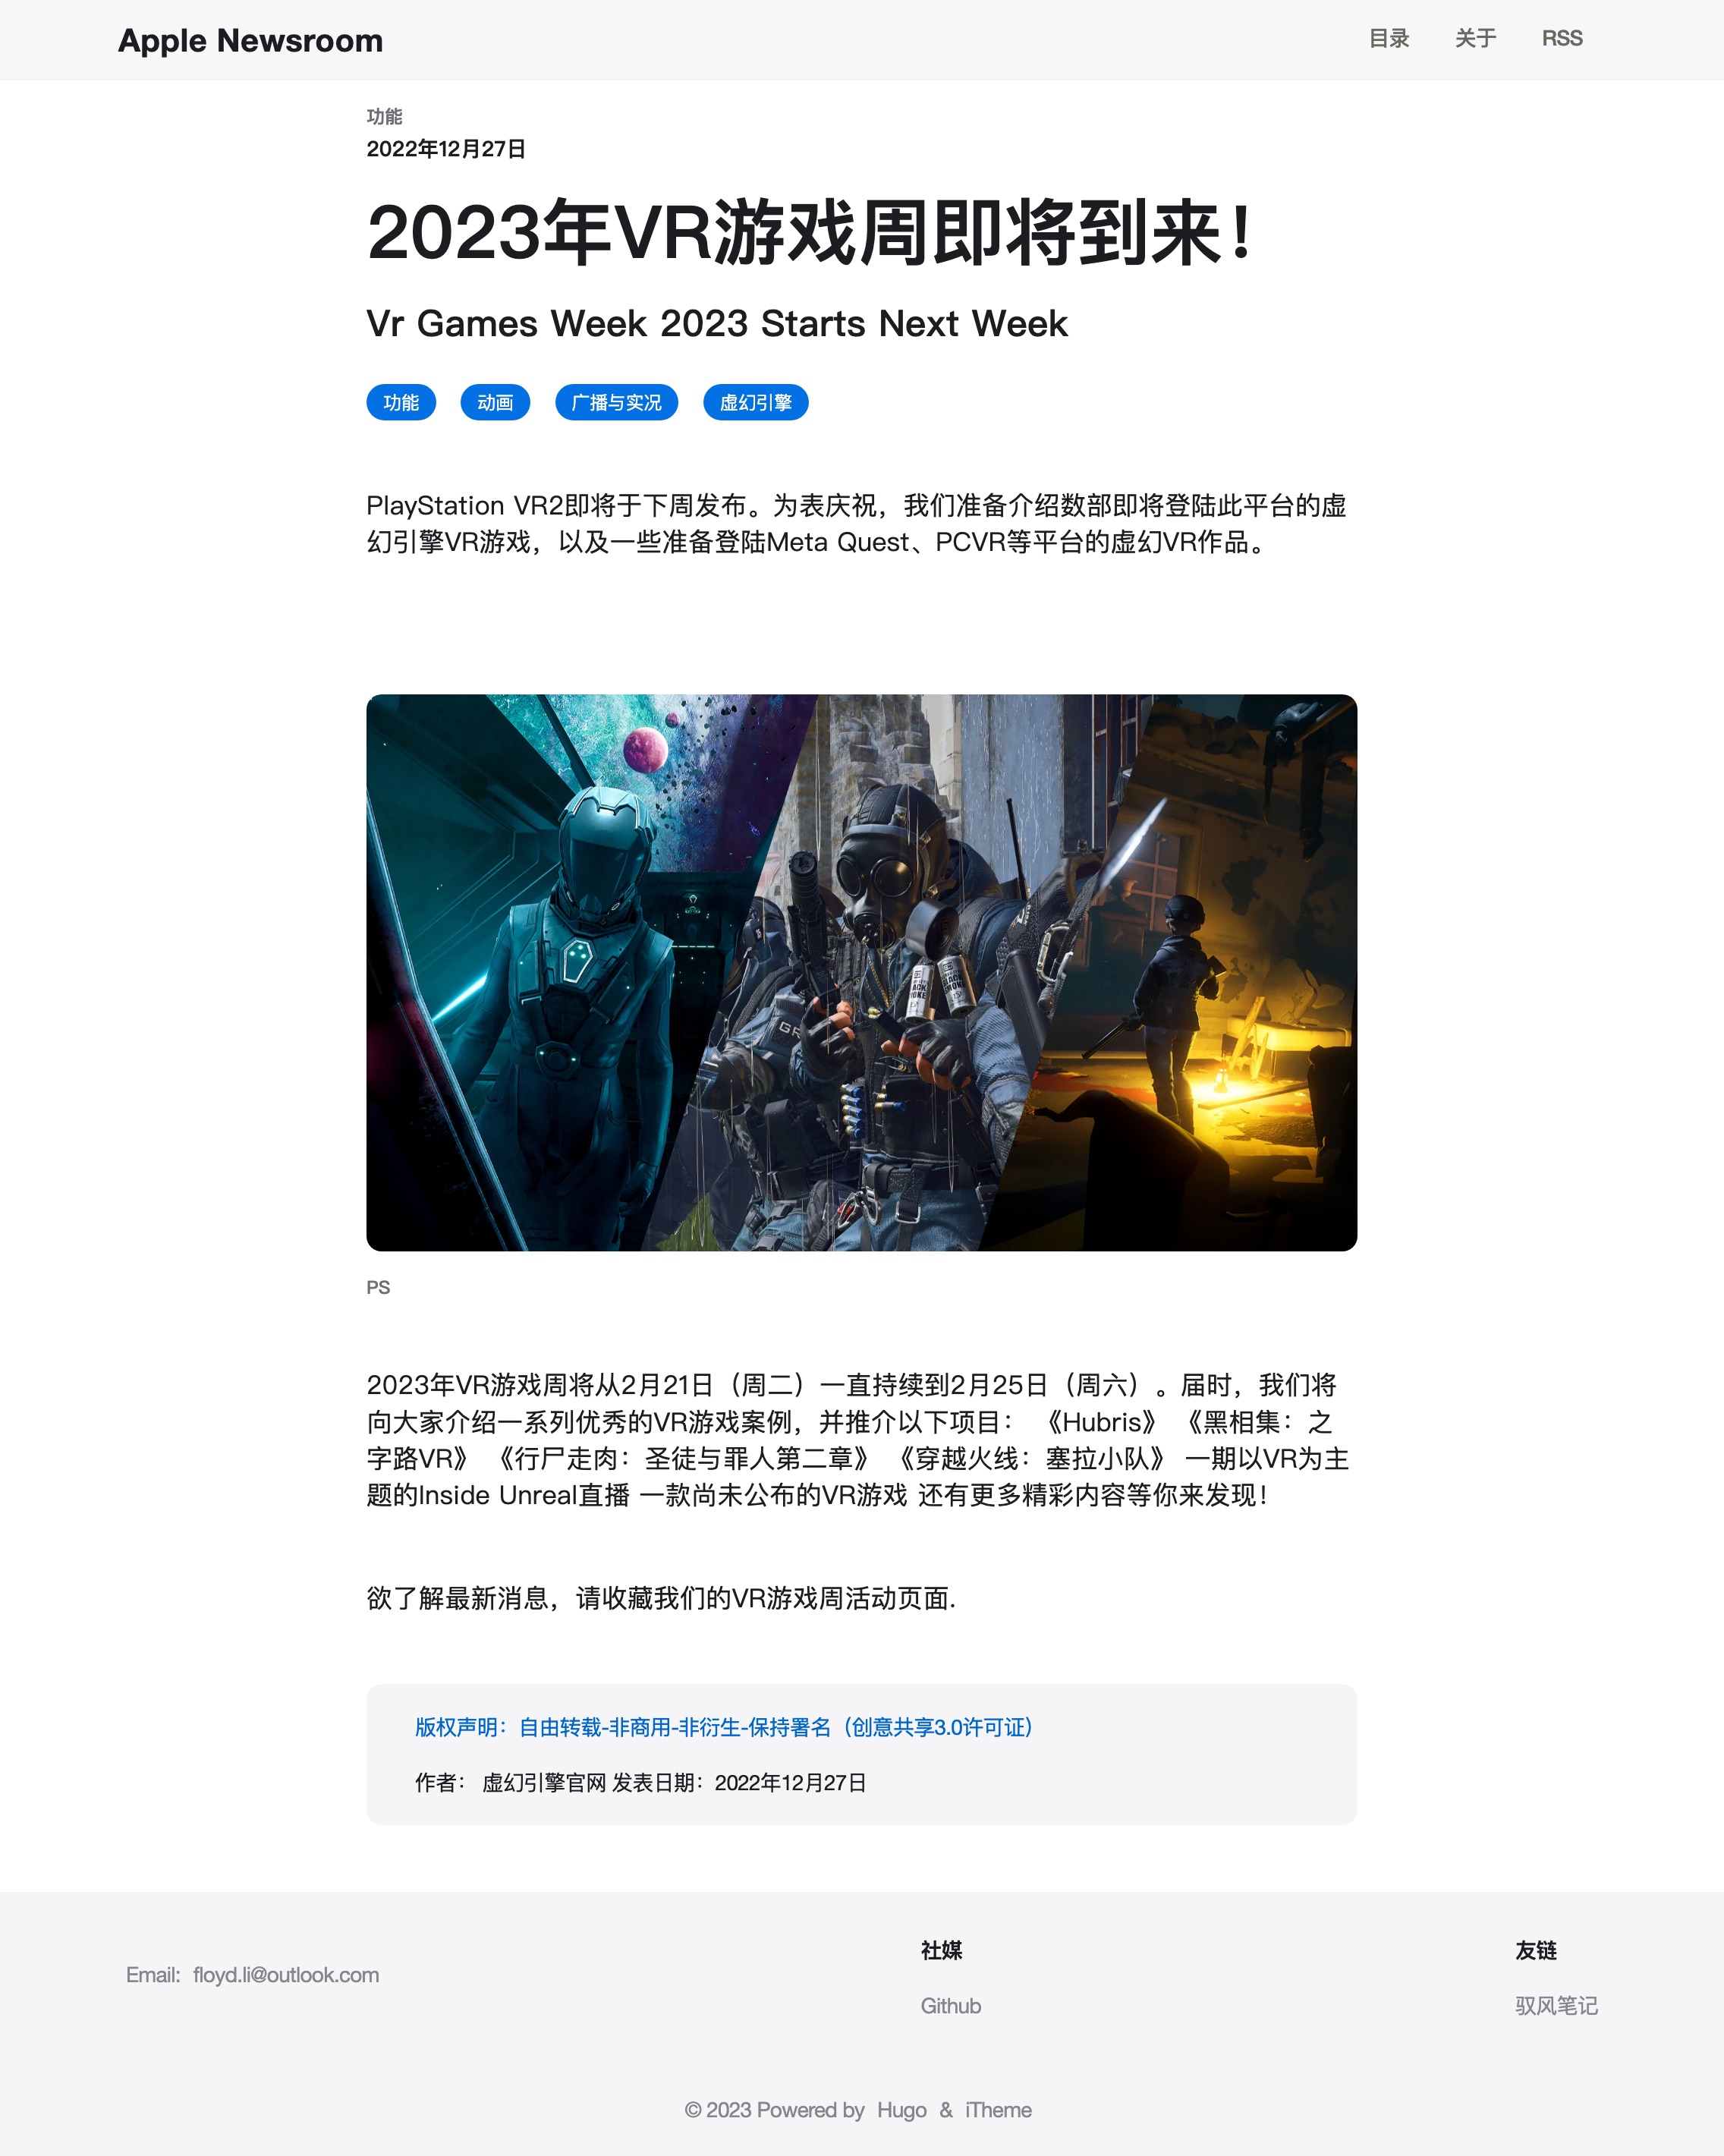 Apple Newsroom
目录 关于 RSS
功能
2022年12月27日
2023年VR游戏周即将到来！
Vr Games Week 2023 Starts Next Week
功能 动画 广播与实况 虚幻引擎
PlayStation VR2即将于下周发布。为表庆祝，我们准备介绍数部即将登陆此平台的虚
幻引擎VR游戏，以及一些准备登陆Meta Quest、PCVR等平台的虚幻VR作品。
GR
PS
2023年VR游戏周将从2月21日（周二）一直持续到2月25日（周六）。届时，我们将
向大家介绍一系列优秀的VR游戏案例，并推介以下项目： 《Hubris》 《黑相集：之
字路VR》 《行尸走肉：圣徒与罪人第二章》 《穿越火线：塞拉小队》 一期以VR为主
题的Inside Unreal直播 一款尚未公布的VR游戏 还有更多精彩内容等你来发现！
欲了解最新消息，请收藏我们的VR游戏周活动页面.
版权声明：自由转载-非商用-非衍生-保持署名（创意共享3.0许可证）
作者： 虚幻引擎官网 发表日期：2022年12月27日
Email: floyd.li@outlook.com
社媒
Github
友链
驭风笔记
© 2023 Powered by Hugo & iTheme